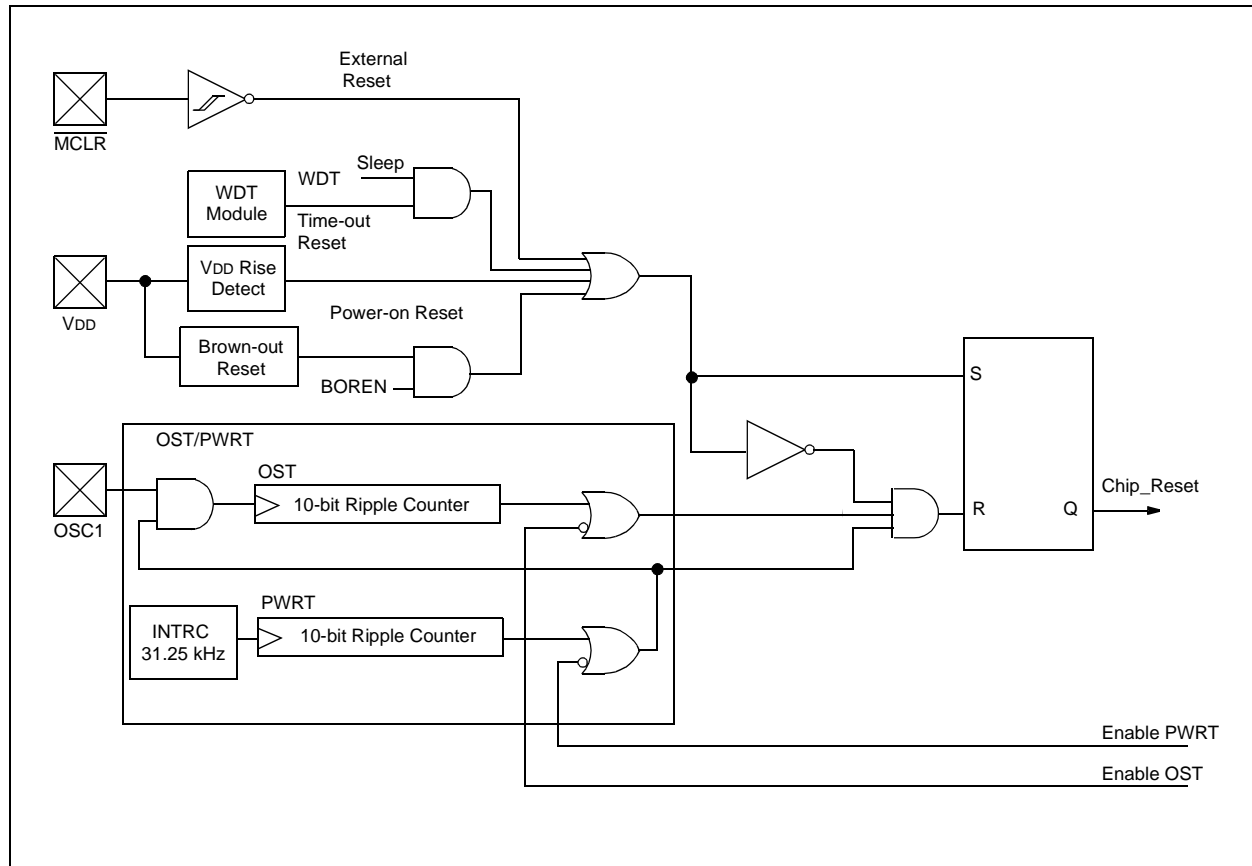 External
Reset
MCLR
Sleep
WDT
WDT
Module
Time-out
Reset
VDD Rise
Detect
VDD
Power-on Reset
Brown-out
Reset
BOREN
S
OST/PWRT
OST
10-bit Ripple Counter
OSC1
Chip_Reset
R
Q
PWRT
INTRC
31.25 kHz
10-bit Ripple Counter
Enable PWRT
Enable OST